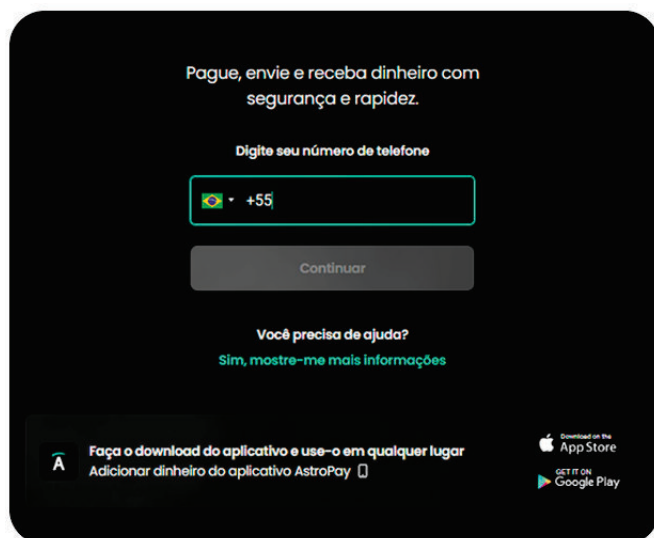 Pague, envie e receba dinheiro com
segurança e rapidez.
Digite seu número de telefone
+55
Continuar
Você precisa de ajuda?
Sim, mostre-me mais informações
Faça o download do aplicativo e use-o em qualquer lugar
Adicionar dinheiro do aplicativo AstroPay
Download on the
App Store
GET IT ON
Google Play